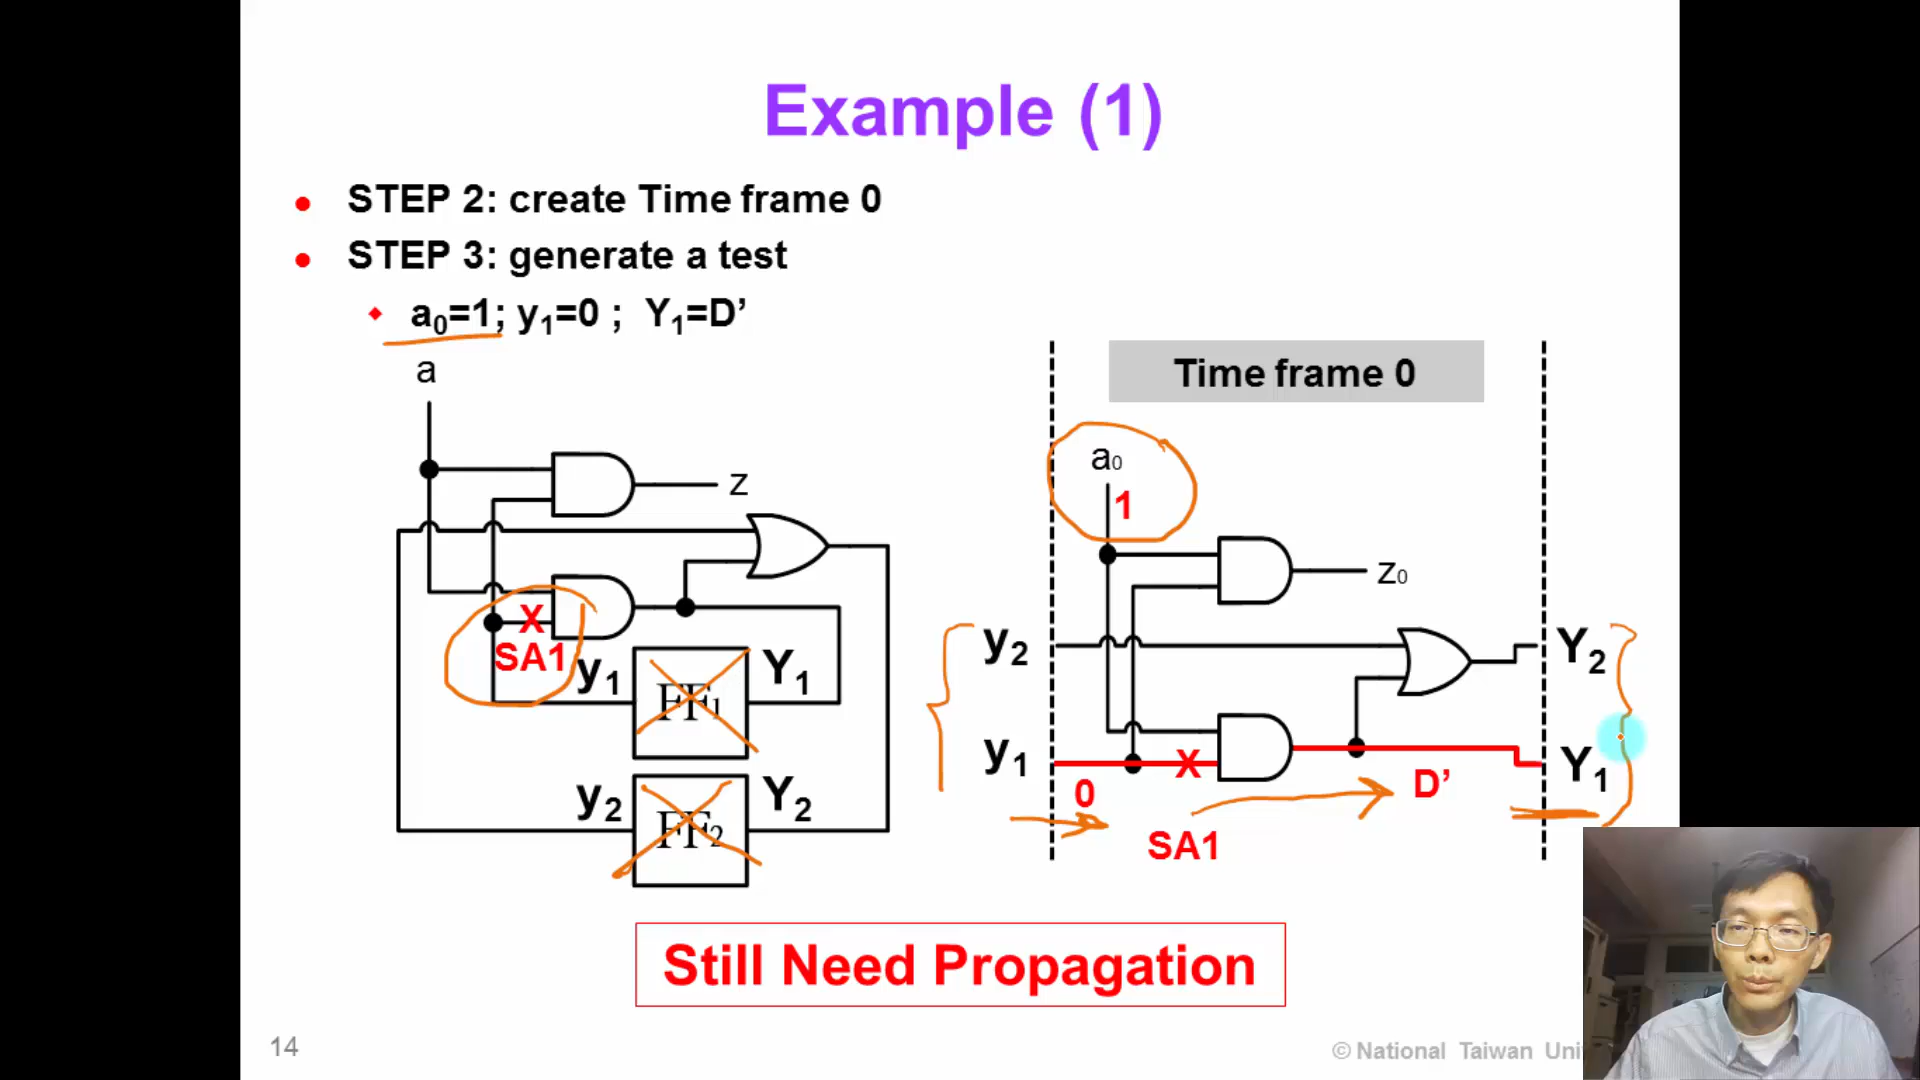 Example (1)
STEP 2: create Time frame 0
STEP 3: generate a test
a0=1; y1=0 ; Y1=D’
a
Time frame 0
a0
1
z
z0
X
SA1
y1
FF1
Y1
y2
FF2
Y2
y2
Y2
y1
0
X
SA1
D’
Y1
Still Need Propagation
14
© National Taiwan